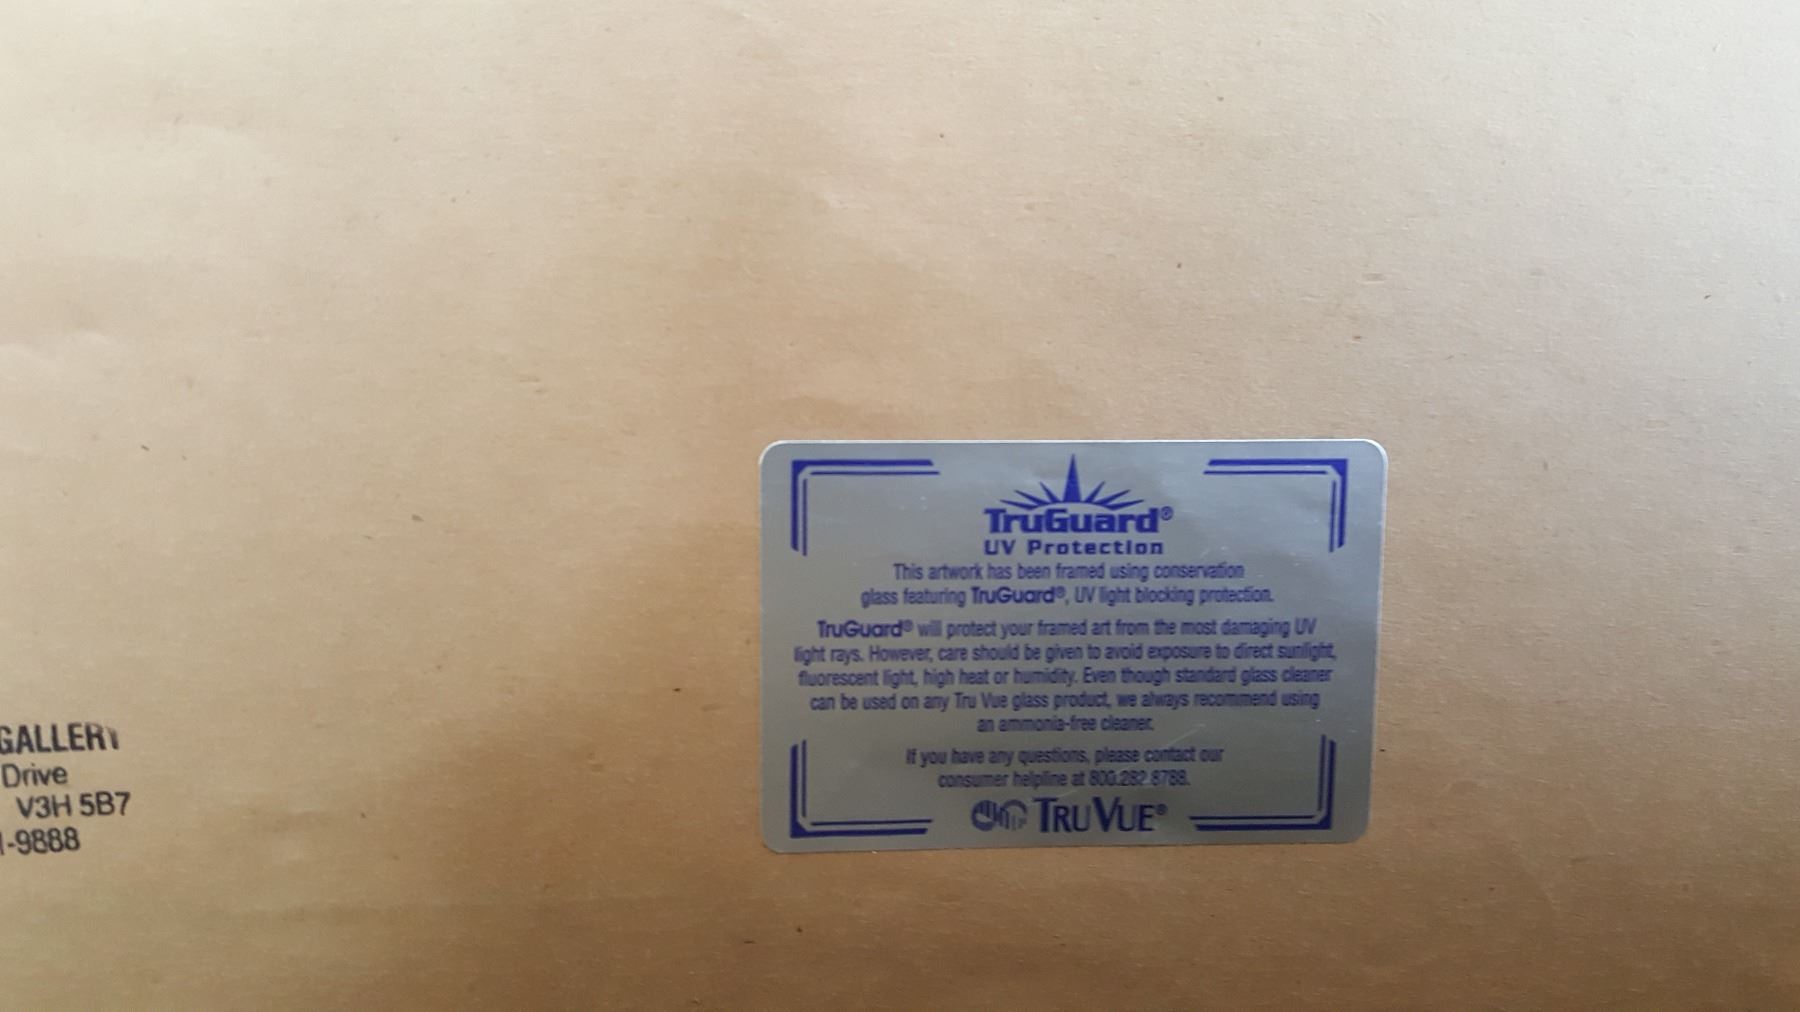 GALLERY
Drive
V3H 5B7
-9888
TruGuard®
UV Protection
This artwork has been framed using conservation
glass featuring TruGuard®, UV light blocking protection.
TruGuard® will protect your framed art from the most damaging UV
light rays. However, care should be given to avoid exposure to direct sunlight,
fluorescent light, high heat or humidity. Even though standard glass cleaner
can be used on any Tru Vue glass product, we always recommend using
an ammonia-free cleaner.
If you have any questions, please contact our
consumer helpline at 800.282.8788.
TRU VUE®